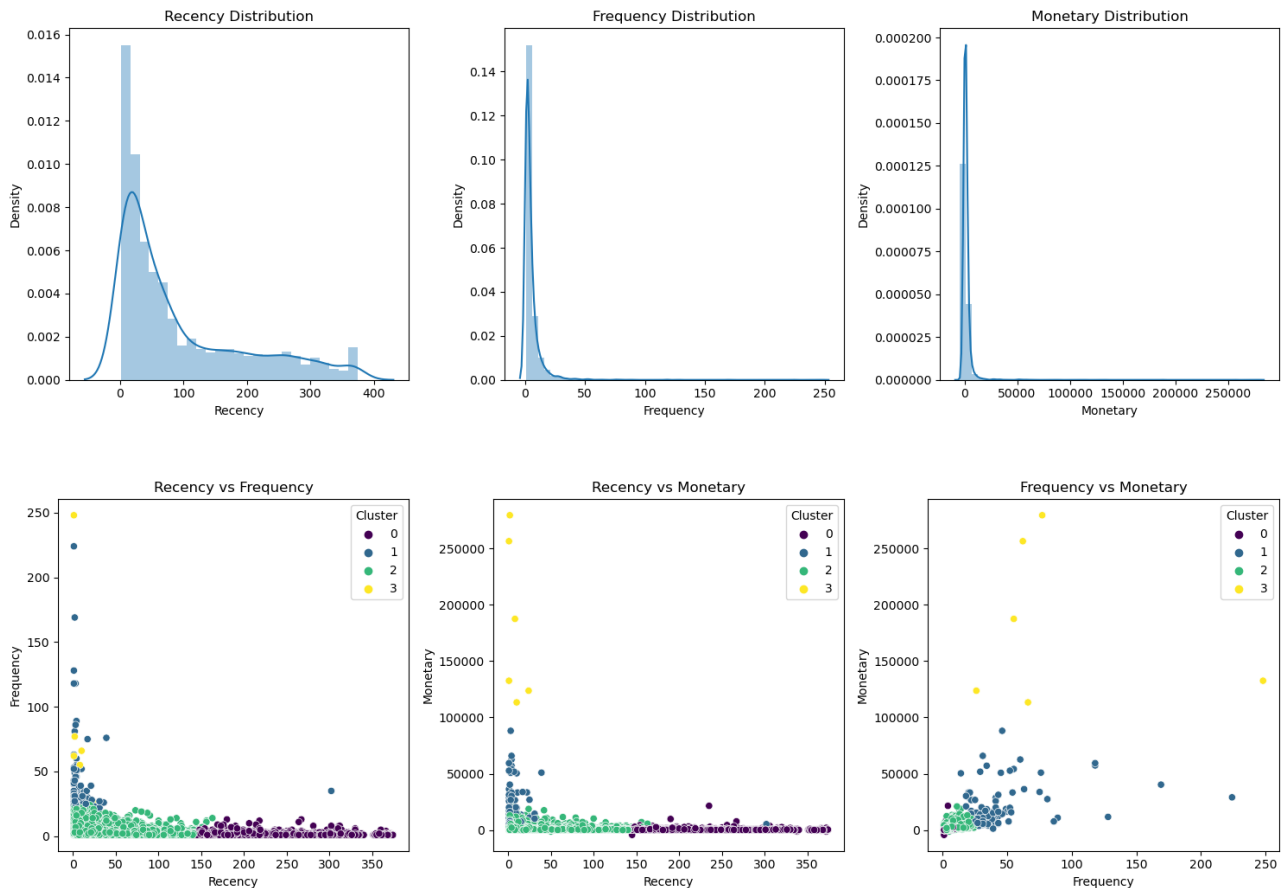 Recency Distribution
Density
0.016
0.014
0.012
0.010
0.008
0.006
0.004
0.002
0.000
0 100 200 300 400
Recency
Frequency Distribution
Density
0.14
0.12
0.10
0.08
0.06
0.04
0.02
0.00
0 50 100 150 200 250
Frequency
Monetary Distribution
Density
0.000200
0.000175
0.000150
0.000125
0.000100
0.000075
0.000050
0.000025
0.000000
0 50000 100000 150000 200000 250000
Monetary
Recency vs Frequency
Frequency
250
200
150
100
50
0
Cluster
0
1
2
3
0 50 100 150 200 250 300 350
Recency
Recency vs Monetary
Monetary
250000
200000
150000
100000
50000
0
Cluster
0
1
2
3
0 50 100 150 200 250 300 350
Recency
Frequency vs Monetary
Monetary
250000
200000
150000
100000
50000
0
Cluster
0
1
2
3
0 50 100 150 200 250
Frequency